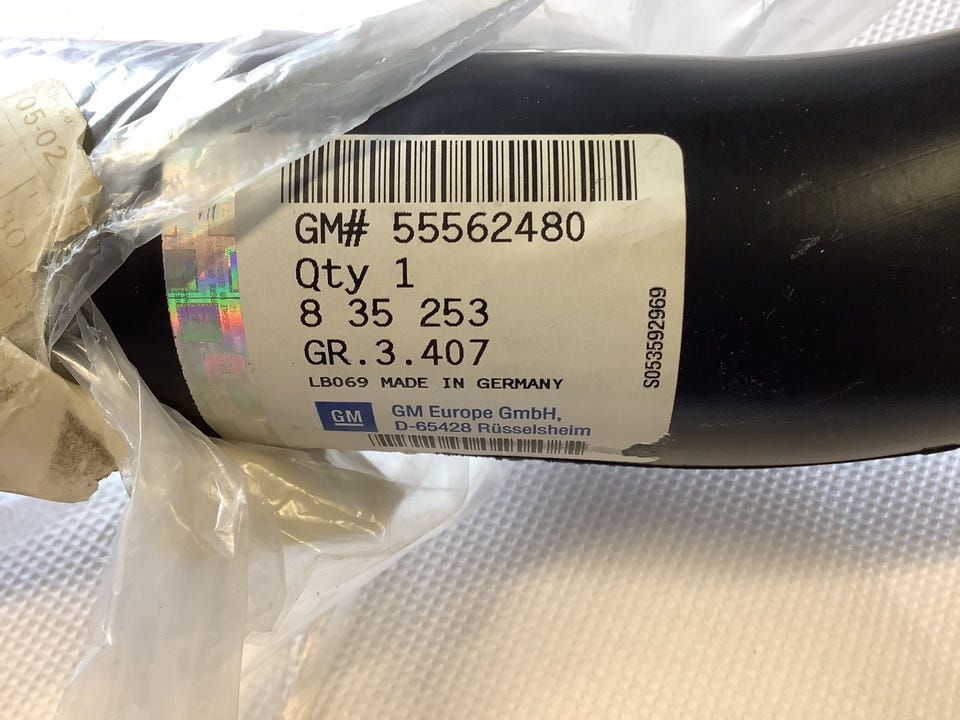 05-02
30
GM# 55562480
Qty 1
8 35 253
GR.3.407
LB069 MADE IN GERMANY
GM
GM Europe GmbH,
D-65428 Rüsselsheim
S053592969